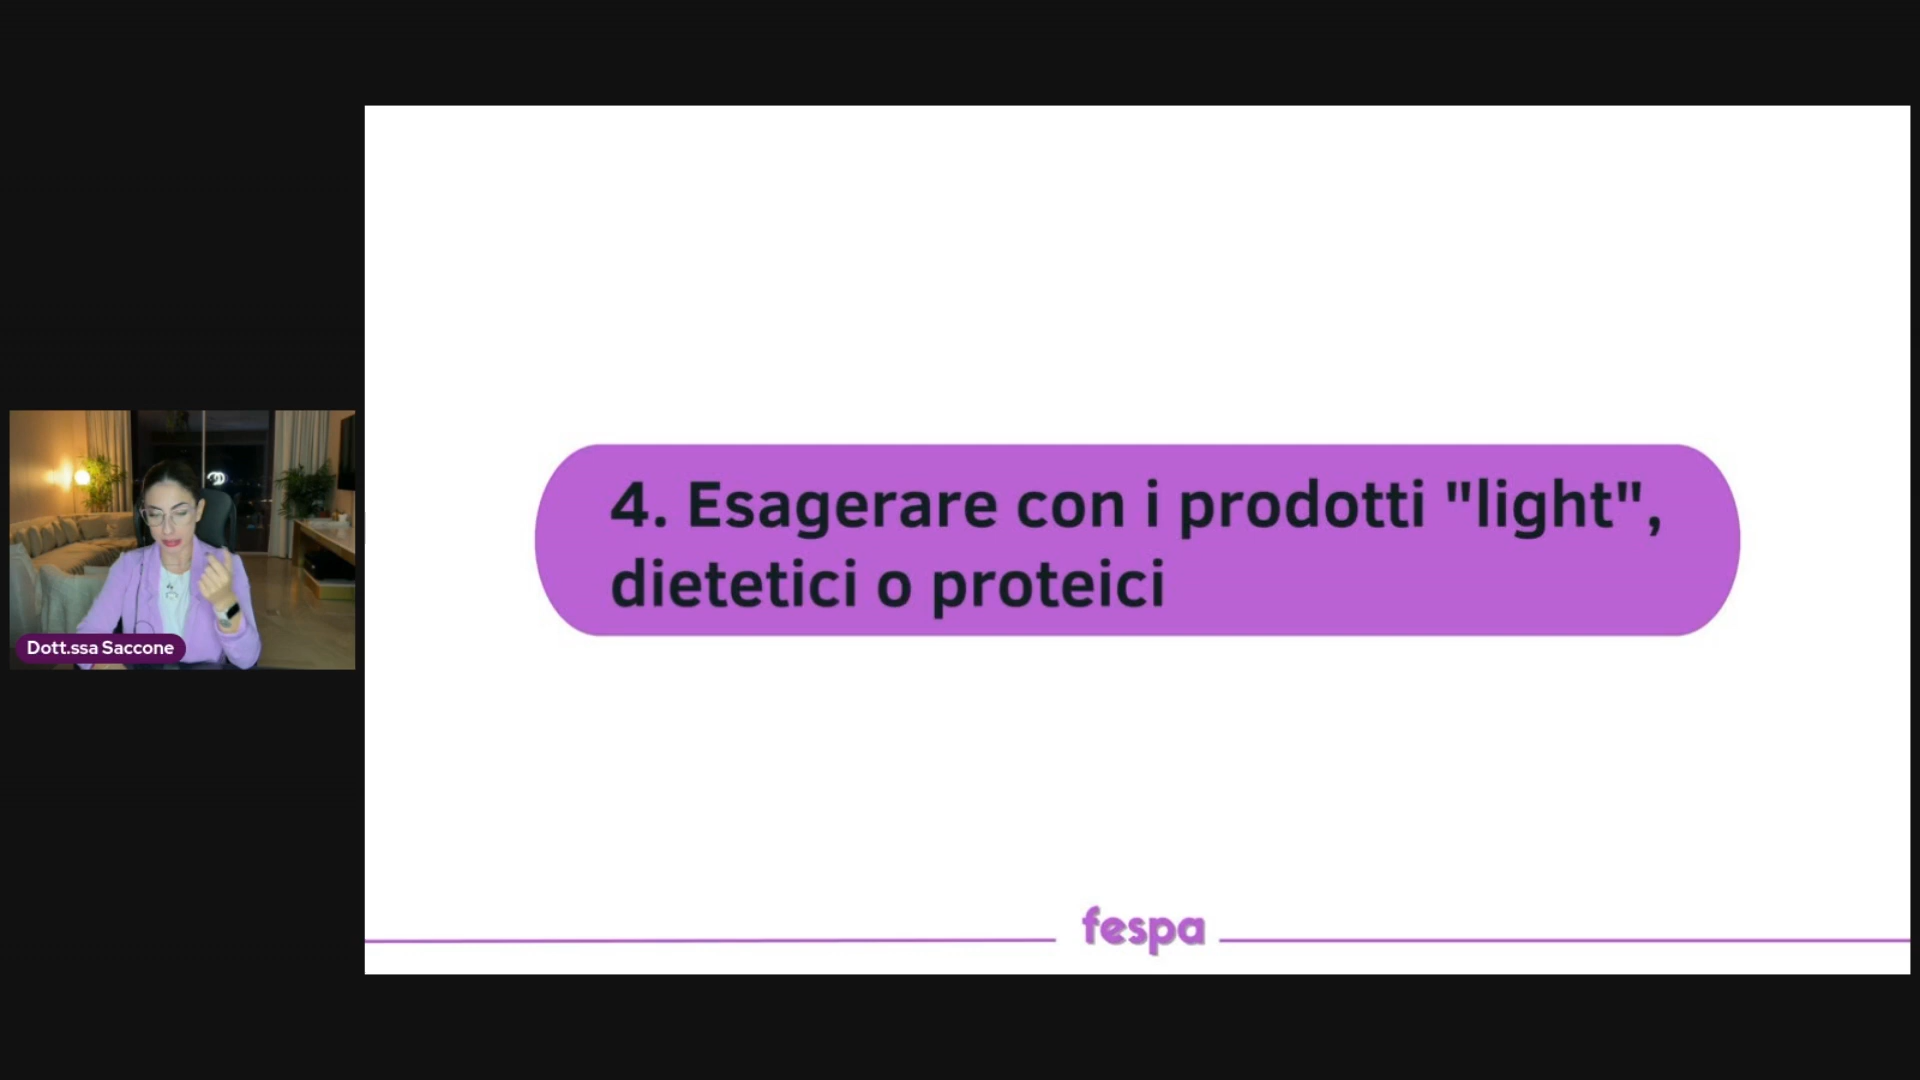 4. Esagerare con i prodotti "light",
dietetici o proteici
Dott.ssa Saccone
fespa